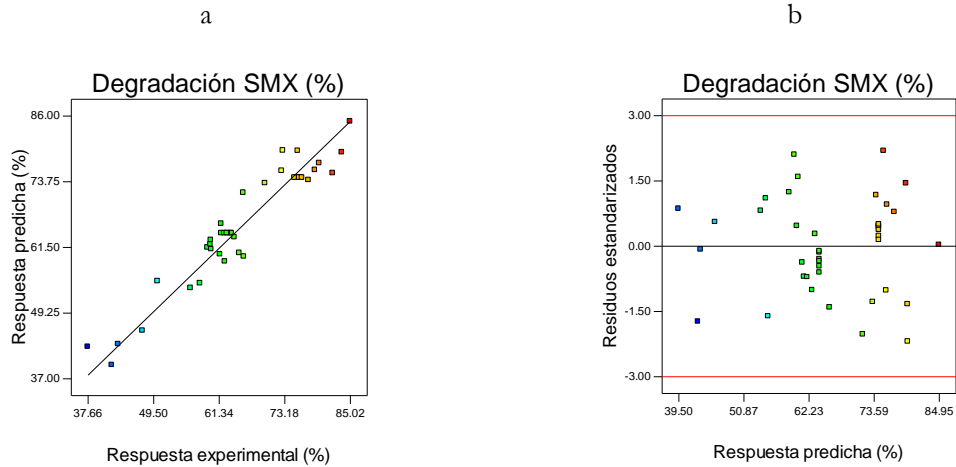 a
b
Degradación SMX (%)
Respuesta predicha (%)
86.00
73.75
61.50
49.25
37.00
37.66 49.50 61.34 73.18 85.02
Respuesta experimental (%)
Degradación SMX (%)
Residuos estandarizados
3.00
1.50
0.00
-1.50
-3.00
39.50 50.87 62.23 73.59 84.95
Respuesta predicha (%)